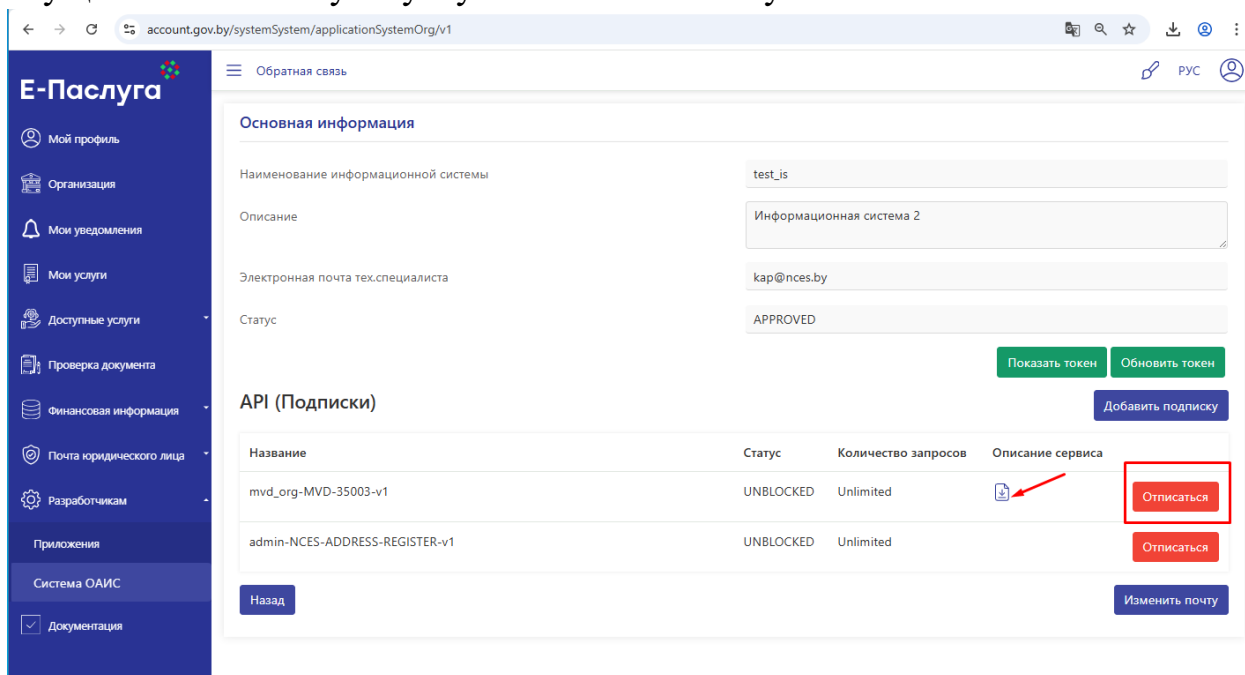 account.gov.by/systemSystem/applicationSystemOrg/v1
Е-Паслуга
Обратная связь
РУС
Мой профиль
Организация
Мои уведомления
Мои услуги
Доступные услуги
Проверка документа
Финансовая информация
Почта юридического лица
Разработчикам
Приложения
Система ОАИС
Документация
Основная информация
Наименование информационной системы
test_is
Описание
Информационная система 2
Электронная почта тех.специалиста
kap@nces.by
Статус
APPROVED
Показать токен Обновить токен
API (Подписки)
Добавить подписку
Название Статус Количество запросов Описание сервиса
mvd_org-MVD-35003-v1 UNBLOCKED Unlimited Отписаться
admin-NCES-ADDRESS-REGISTER-v1 UNBLOCKED Unlimited Отписаться
Назад Изменить почту